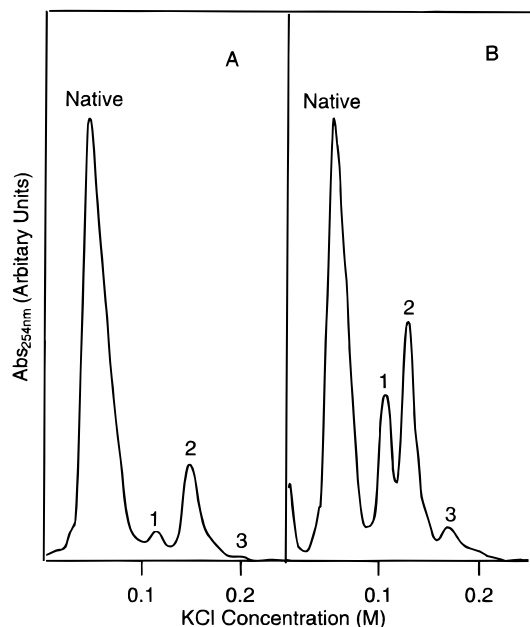 A
B
Native
Native
1
2
3
1
2
3
Abs254nm (Arbitary Units)
0.1
0.2
0.1
0.2
KCl Concentration (M)